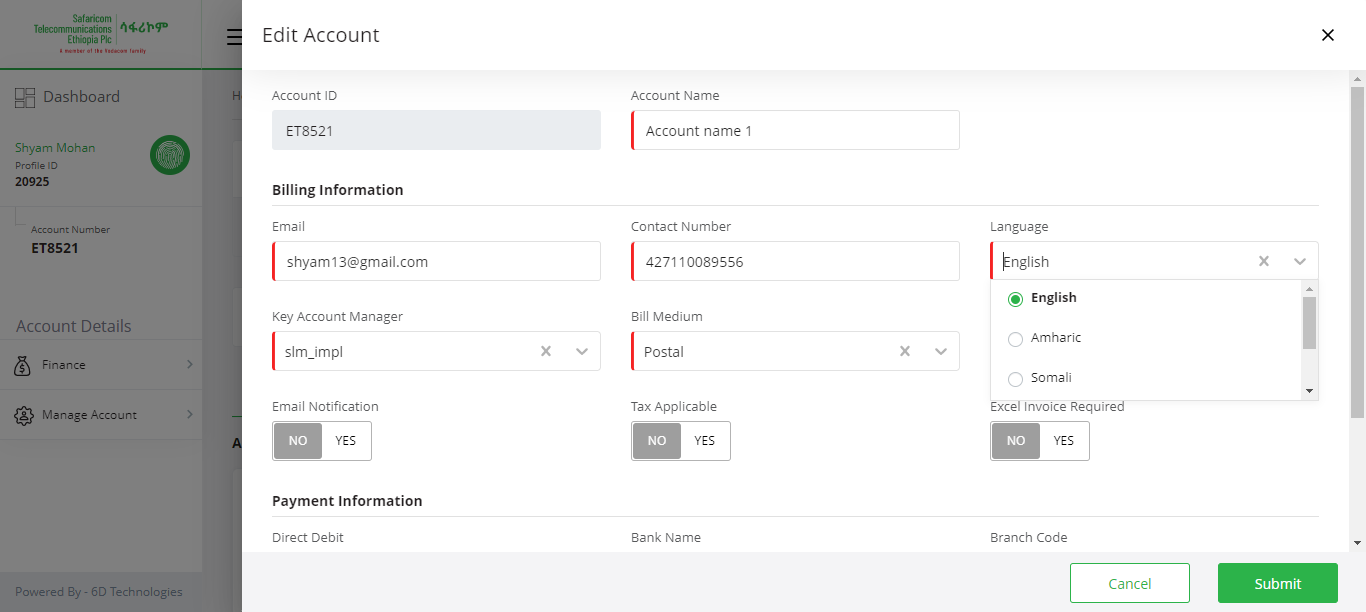 Safaricom
Telecommunications
Ethiopia Plc
ሳፋሪኮም
A member of the Vodacom family
Dashboard
Shyam Mohan
Profile ID
20925
Account Number
ET8521
Account Details
Finance
Manage Account
Powered By - 6D Technologies
Edit Account
Account ID
Account Name
ET8521
Account name 1
Billing Information
Email
Contact Number
Language
shyam13@gmail.com
427110089556
English
English
Amharic
Somali
Key Account Manager
Bill Medium
slm_impl
Postal
Email Notification
Tax Applicable
Excel Invoice Required
NO YES
NO YES
NO YES
Payment Information
Direct Debit
Bank Name
Branch Code
Cancel
Submit